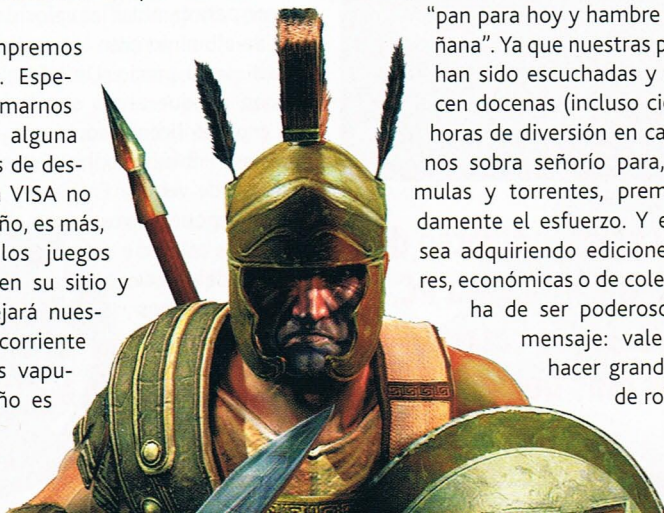 mpremos
. Espe-
marnos
alguna
s de des-
VISA no
ño, es más,
los juegos
en su sitio y
jará nues-
corriente
s vapu-
ño es
"pan para hoy y hambre
ñana". Ya que nuestras p
han sido escuchadas y
cen docenas (incluso cie
horas de diversión en ca
nos sobra señorío para,
mulas y torrentes, prem
damente el esfuerzo. Y e
sea adquiriendo edicione
res, económicas o de cole
ha de ser poderoso
mensaje: vale
hacer grand
de ro